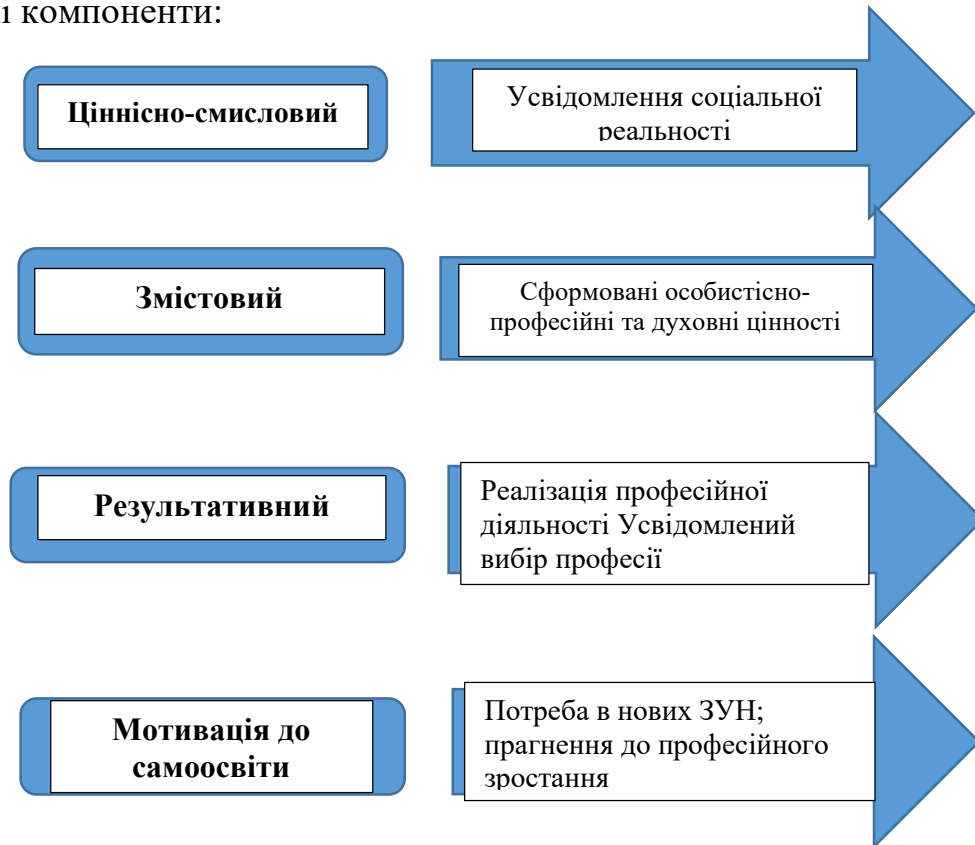 компоненти:
Ціннісно-смисловий
Усвідомлення соціальної
реальності
Змістовий
Сформовані особистісно-
професійні та духовні цінності
Результативний
Реалізація професійної
діяльності Усвідомлений
вибір професії
Мотивація до
самоосвіти
Потреба в нових ЗУН;
прагнення до професійного
зростання